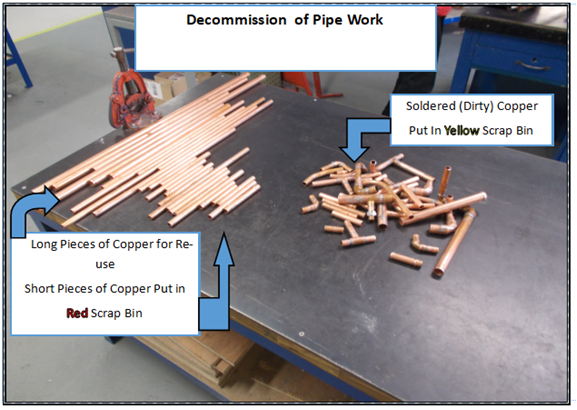 Decommission of Pipe Work
Soldered (Dirty) Copper
Put In Yellow Scrap Bin
Long Pieces of Copper for Re-
use
Short Pieces of Copper Put in
Red Scrap Bin